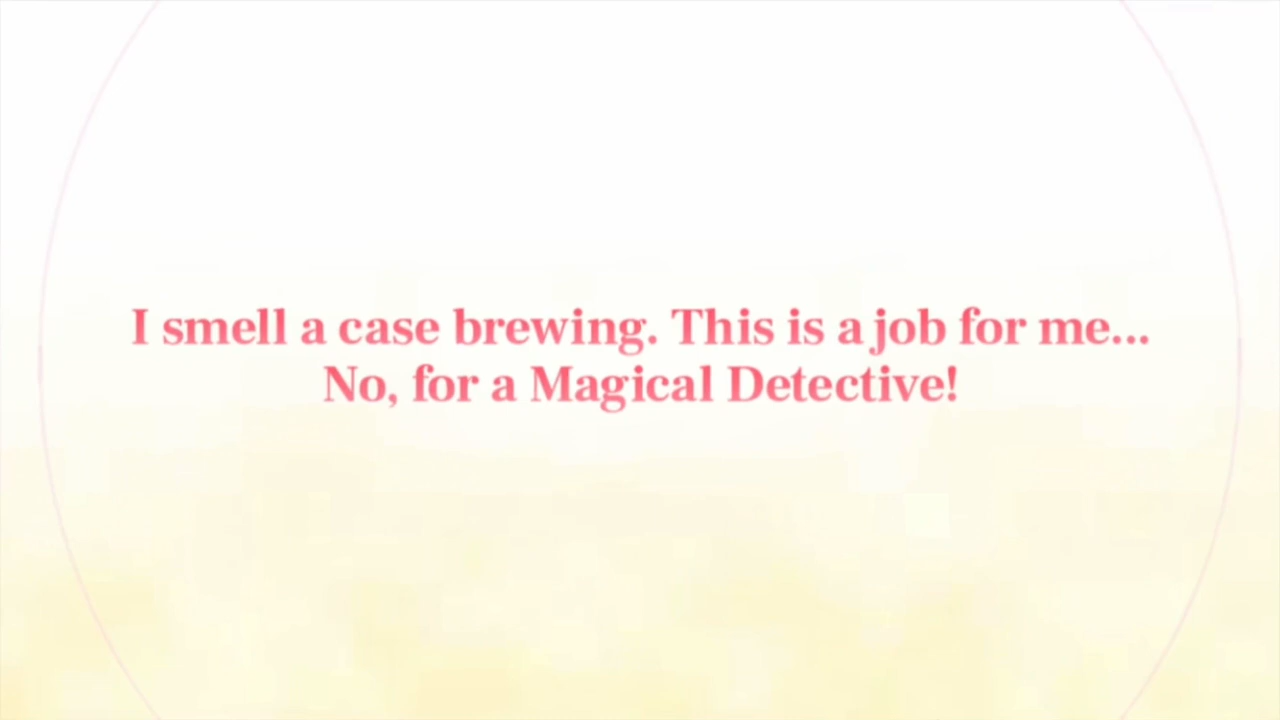 I smell a case brewing. This is a job for me...
No, for a Magical Detective!